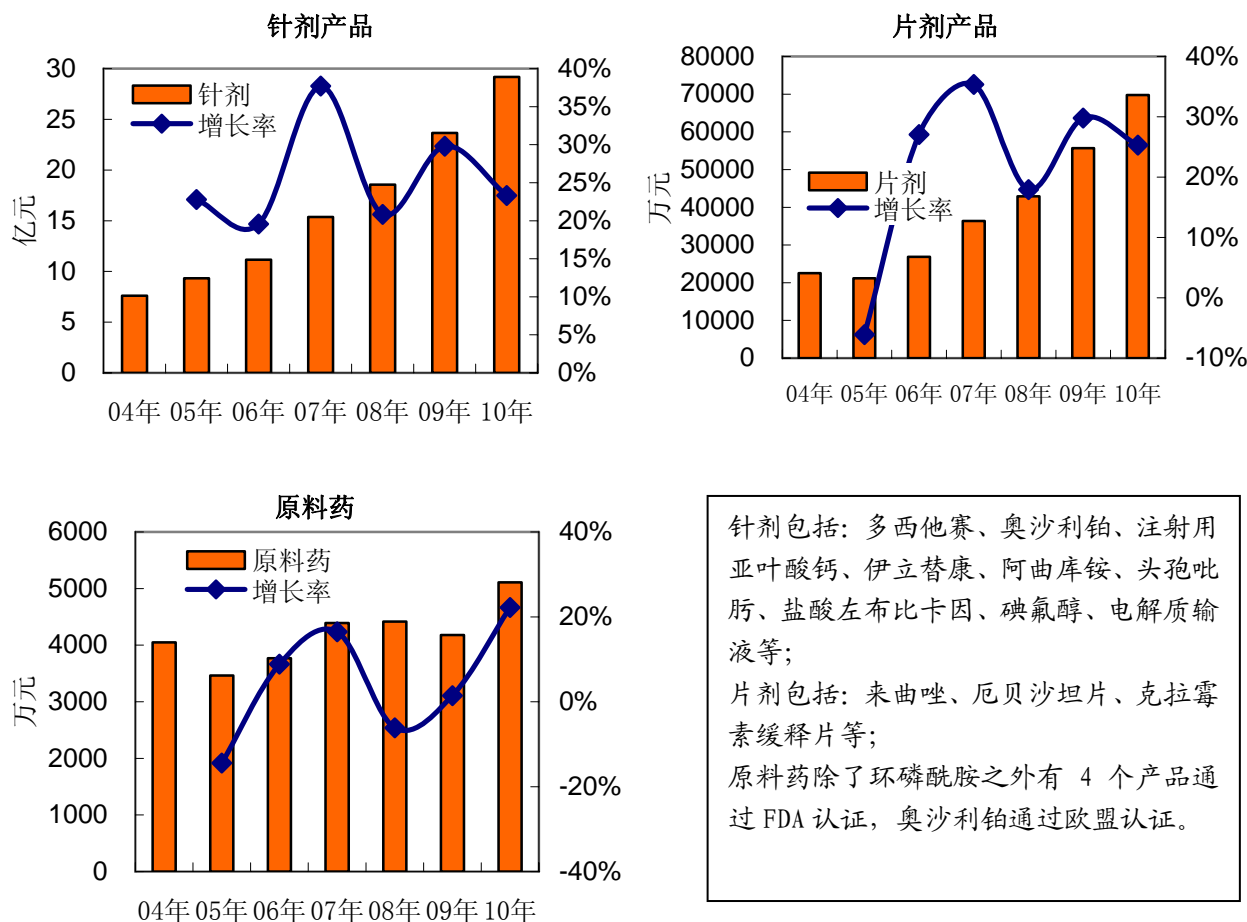 针剂产品
30
25
20
15
10
5
0
亿元
40%
35%
30%
25%
20%
15%
10%
5%
0%
针剂
增长率
04年 05年 06年 07年 08年 09年 10年
片剂产品
80000
70000
60000
50000
40000
30000
20000
10000
0
万元
40%
30%
20%
10%
0%
-10%
片剂
增长率
04年 05年 06年 07年 08年 09年 10年
原料药
6000
5000
4000
3000
2000
1000
0
万元
40%
20%
0%
-20%
-40%
原料药
增长率
04年 05年 06年 07年 08年 09年 10年
针剂包括：多西他赛、奥沙利铂、注射用
亚叶酸钙、伊立替康、阿曲库铵、头孢吡
肟、盐酸左布比卡因、碘氟醇、电解质输
液等；
片剂包括：来曲唑、厄贝沙坦片、克拉霉
素缓释片等；
原料药除了环磷酰胺之外有 4 个产品通
过 FDA 认证，奥沙利铂通过欧盟认证。